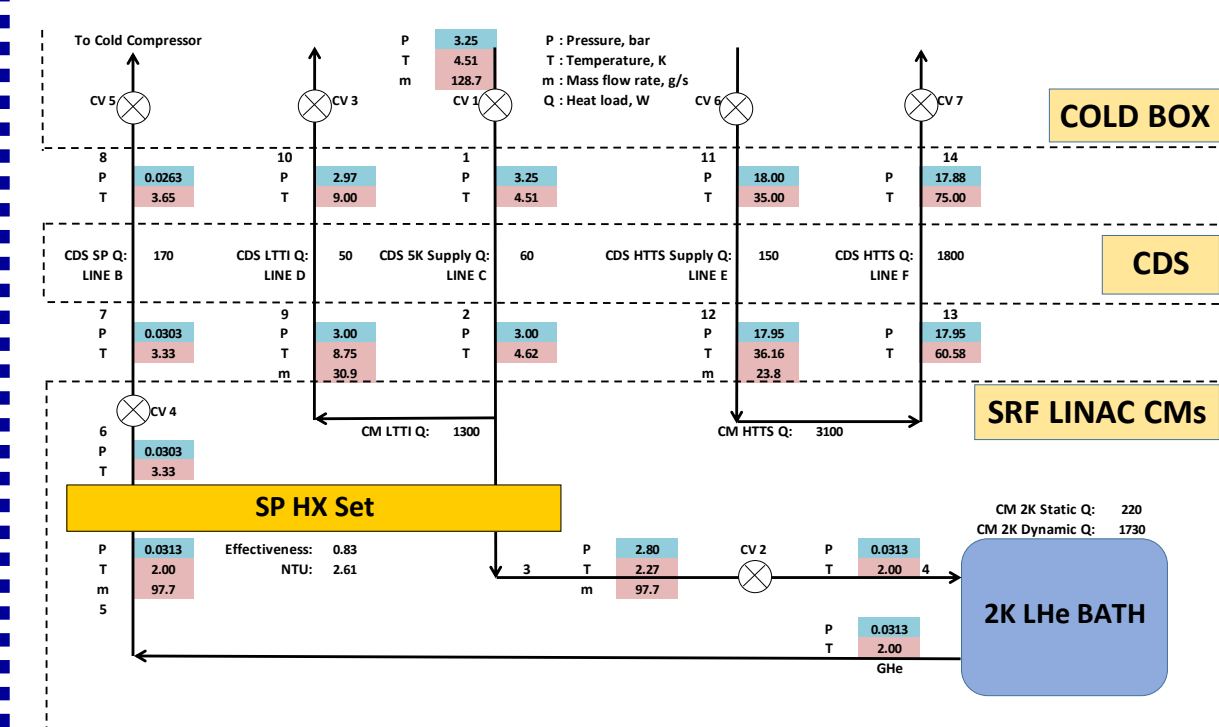 To Cold Compressor
P 3.25 P : Pressure, bar
T 4.51 T : Temperature, K
m 128.7 m : Mass flow rate, g/s
Q : Heat load, W
CV 5 CV 3 CV 1 CV 6 CV 7
COLD BOX
8 10 1 11 14
P 0.0263 P 2.97 P 3.25 P 18.00 P 17.88
T 3.65 T 9.00 T 4.51 T 35.00 T 75.00
CDS SP Q: 170 CDS LTTI Q: 50 CDS 5K Supply Q: 60 CDS HTTS Supply Q: 150 CDS HTTS Q: 1800
LINE B LINE D LINE C LINE E LINE F
CDS
7 9 2 12 13
P 0.0303 P 3.00 P 3.00 P 17.95 P 17.95
T 3.33 T 8.75 T 4.62 T 36.16 T 60.58
m 30.9 m 23.8
CV 4
SRF LINAC CMs
6 CM LTTI Q: 1300 CM HTTS Q: 3100
P 0.0303
T 3.33
SP HX Set
CM 2K Static Q: 220
CM 2K Dynamic Q: 1730
P 0.0313 Effectiveness: 0.83 P 2.80 CV 2 P 0.0313
T 2.00 NTU: 2.61 3 T 2.27 T 2.00 4
m 97.7 m 97.7
5
2K LHe BATH
P 0.0313
T 2.00
GHe